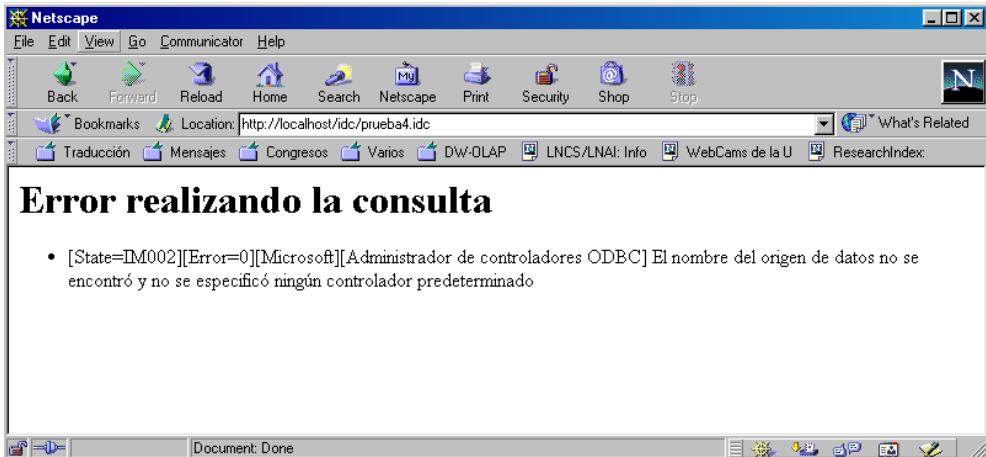 Netscape
File Edit View Go Communicator Help
Back Forward Reload Home Search Netscape Print Security Shop Stop
My
N
Bookmarks Location: http://localhost/idc/prueba4.idc What's Related
Traducción Mensajes Congresos Varios DW-OLAP LNCS/LNAI: Info WebCams de la U ResearchIndex:
Error realizando la consulta
• [State=IM002][Error=0][Microsoft][Administrador de controladores ODBC] El nombre del origen de datos no se
encontró y no se especificó ningún controlador predeterminado
Document: Done